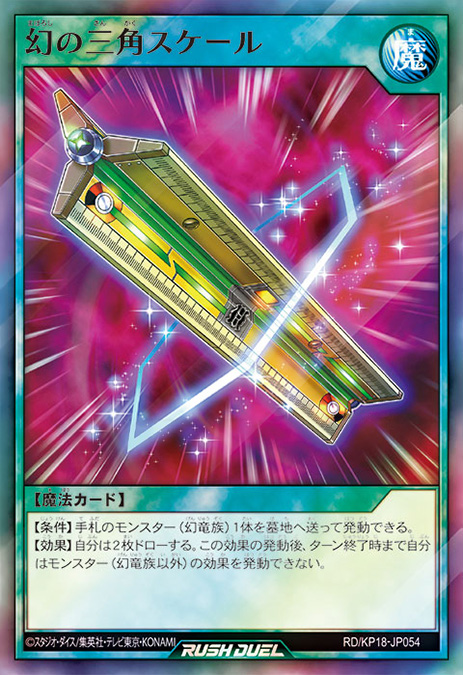 幻の三角スケール
魔
【魔法カード】
【条件】手札のモンスター(幻竜族)1体を墓地へ送って発動できる。
【効果】自分は2枚ドローする。この効果の発動後、ターン終了時まで自分
はモンスター(幻竜族以外)の効果を発動できない。
©スタジオ・ダイス/集英社・テレビ東京・KONAMI
RUSH DUEL
RD/KP18-JP054